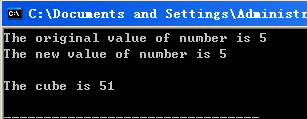 C:\Documents and Settings\Administr
The original value of number is 5
The new value of number is 5
The cube is 51